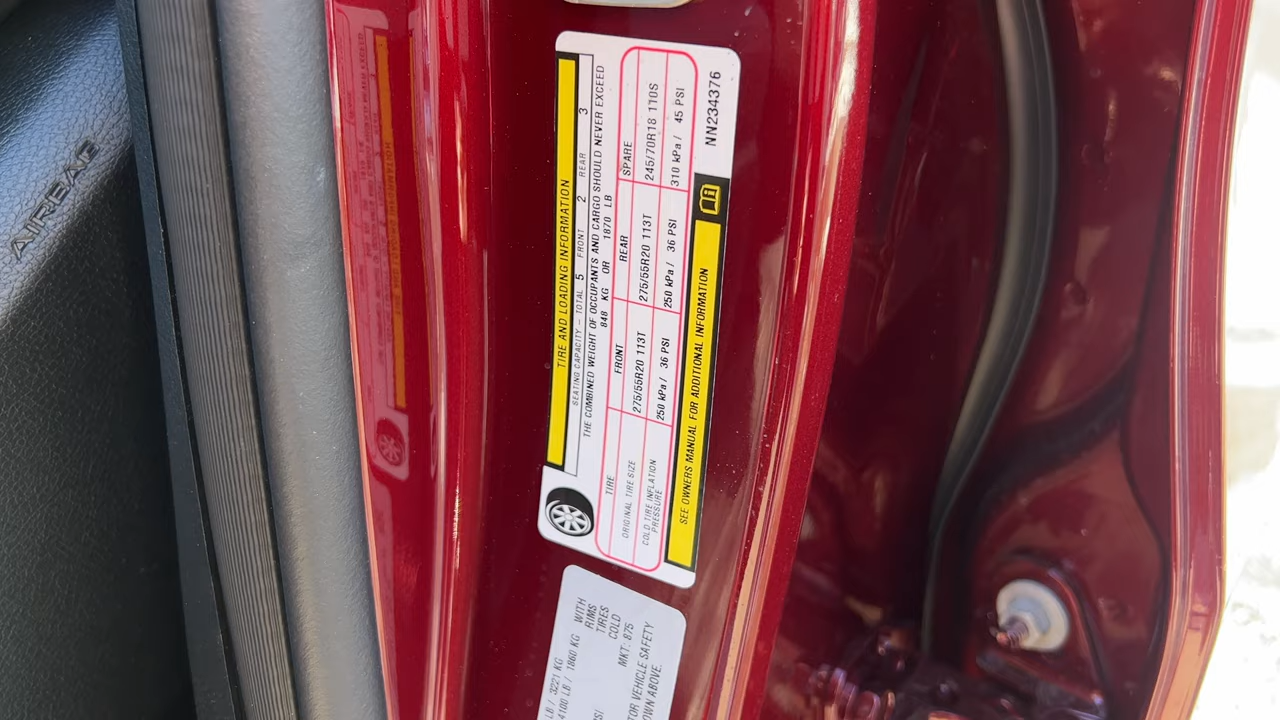 AIRBAG
TIRE AND LOADING INFORMATION
SEATING CAPACITY – TOTAL 5 FRONT 2 REAR 3
THE COMBINED WEIGHT OF OCCUPANTS AND CARGO SHOULD NEVER EXCEED
848 KG OR 1870 LB
TIRE FRONT REAR SPARE
ORIGINAL TIRE SIZE 275/55R20 113T 275/55R20 113T 245/70R18 110S
COLD TIRE INFLATION PRESSURE 250 kPa / 36 PSI 250 kPa / 36 PSI 310 kPa / 45 PSI
SEE OWNERS MANUAL FOR ADDITIONAL INFORMATION
NN234376
LB / 3221 KG WITH
4100 LB / 1860 KG RIMS
TIRES
PSI COLD
MKT: 875
TOR VEHICLE SAFETY
OWN ABOVE.